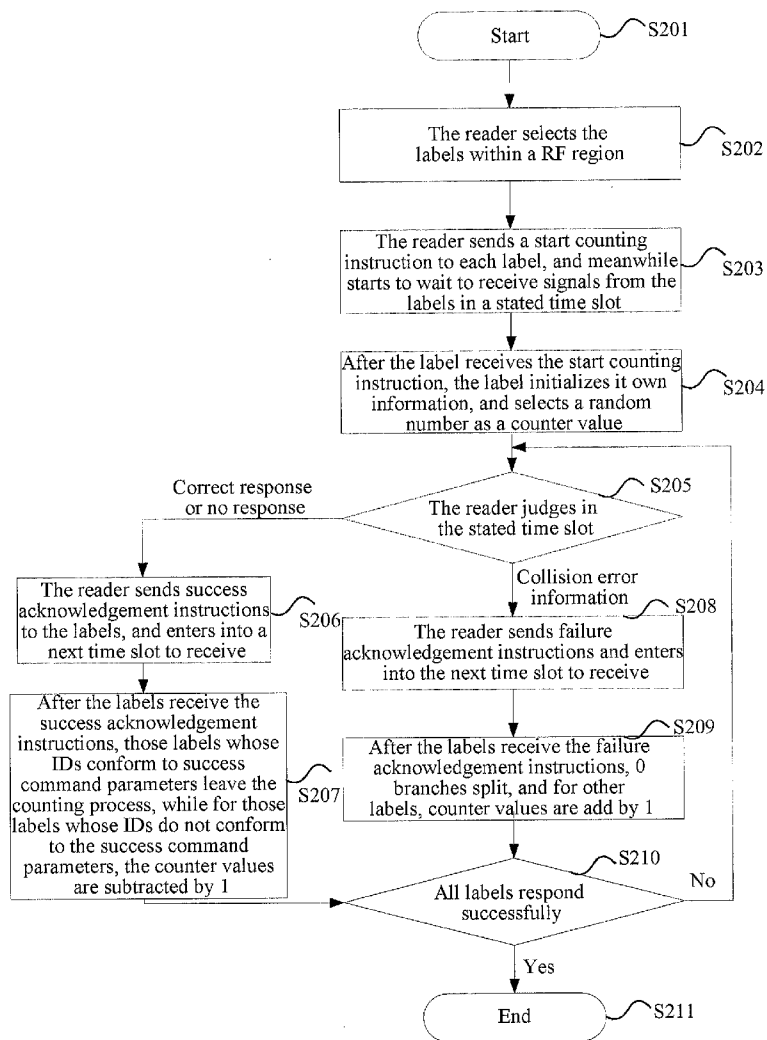 Start
S201
The reader selects the
labels within a RF region
S202
The reader sends a start counting
instruction to each label, and meanwhile
starts to wait to receive signals from the
labels in a stated time slot
S203
After the label receives the start counting
instruction, the label initializes it own
information, and selects a random
number as a counter value
S204
Correct response
or no response
The reader judges in
the stated time slot
S205
The reader sends success
acknowledgement instructions
to the labels, and enters into a
next time slot to receive
S206
Collision error
information
S208
The reader sends failure
acknowledgement instructions and enters
into the next time slot to receive
After the labels receive the
success acknowledgement
instructions, those labels whose
IDs conform to success
command parameters leave the
counting process, while for those
labels whose IDs do not conform
to the success command
parameters, the counter values
are subtracted by 1
S207
S209
After the labels receive the failure
acknowledgement instructions, 0
branches split, and for other
labels, counter values are add by 1
S210
All labels respond
successfully
No
Yes
End
S211